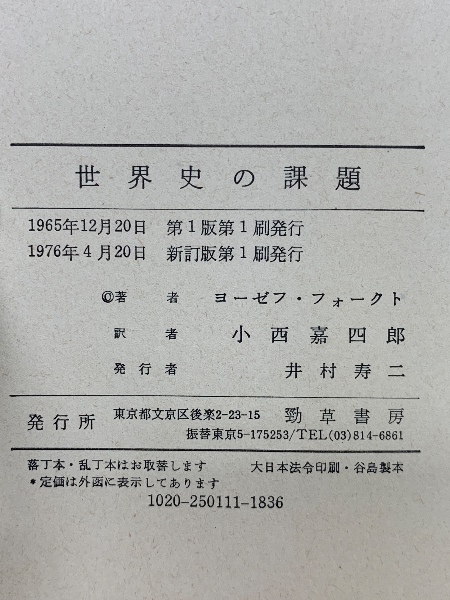 世界史の課題
1965年12月20日 第1版第1刷発行
1976年4月20日 新訂版第1刷発行
©著者 ヨーゼフ・フォークト
訳者 小西嘉四郎
発行者 井村寿二
発行所 東京都文京区後楽2-23-15 勁草書房
振替東京5-175253/TEL(03)814-6861
落丁本・乱丁本はお取替します 大日本法令印刷・谷島製本
*定価は外函に表示してあります
1020-250111-1836